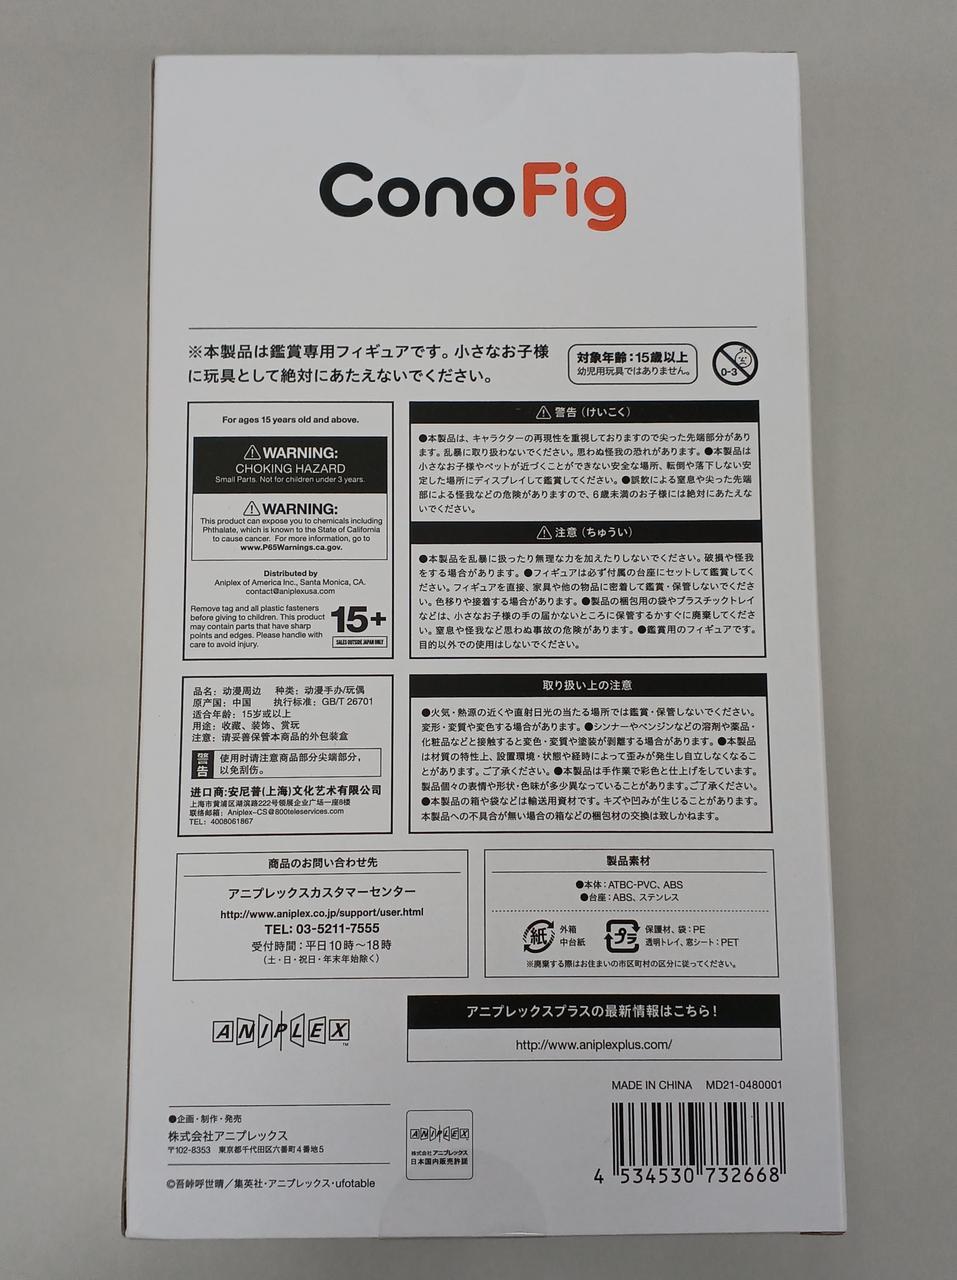 ConoFig
※本製品は鑑賞専用フィギュアです。小さなお子様
に玩具として絶対にあたえないでください。
対象年齢：15歳以上
幼児用玩具ではありません。
0-3
For ages 15 years old and above.
⚠WARNING:
CHOKING HAZARD
Small Parts. Not for children under 3 years.
⚠WARNING:
This product can expose you to chemicals including
Phthalate, which is known to the State of California
to cause cancer. For more information, go to
www.P65Warnings.ca.gov.
Distributed by
Aniplex of America Inc., Santa Monica, CA.
contact@aniplexusa.com
Remove tag and all plastic fasteners
before giving to children. This product
may contain parts that have sharp
points and edges. Please handle with
care to avoid injury.
15+
SALES OUTSIDE JAPAN ONLY
⚠警告（けいこく）
●本製品は、キャラクターの再現性を重視しておりますので尖った先端部分があり
ます。乱暴に取り扱わないでください。思わぬ怪我の恐れがあります。●本製品は
小さなお子様やペットが近づくことができない安全な場所、転倒や落下しない安
定した場所にディスプレイして鑑賞してください。●誤飲による窒息や尖った先端
部による怪我などの危険がありますので、6歳未満のお子様には絶対にあたえな
いでください。
⚠注意（ちゅうい）
●本製品を乱暴に扱ったり無理な力を加えたりしないでください。破損や怪我
をする場合があります。●フィギュアは必ず付属の台座にセットして鑑賞してく
ださい。フィギュアを直接、家具や他の物品に密着して鑑賞・保管しないでくださ
い。色移りや接着する場合があります。●製品の梱包用の袋やプラスチックトレイ
などは、小さなお子様の手の届かないところに保管するかすぐに廃棄してくださ
い。窒息や怪我など思わぬ事故の危険があります。●鑑賞用のフィギュアです。
目的以外での使用はしないでください。
品名：动漫周边 种类：动漫手办/玩偶
原产国：中国 执行标准：GB/T 26701
适合年龄：15岁或以上
用途：收藏、装饰、赏玩
注意：请妥善保管本商品的外包装盒
警告
使用时请注意商品部分尖端部分，
以免刮伤。
进口商:安尼普(上海)文化艺术有限公司
上海市黄浦区湖滨路222号领展企业广场一座8楼
联络邮箱：Aniplex-CS@800teleservices.com
TEL：4008061867
取り扱い上の注意
●火気・熱源の近くや直射日光の当たる場所では鑑賞・保管しないでください。
変形・変質や変色する場合があります。●シンナーやベンジンなどの溶剤や薬品・
化粧品などと接触すると変色・変質や塗装が剥離する場合があります。●本製品
は材質の特性上、設置環境・状態や経時によって歪みが発生し自立しなくなるこ
とがあります。ご了承ください。●本製品は手作業で彩色と仕上げをしています。
製品個々の表情や形状・色味が多少異なっていることがあります。ご了承ください。
●本製品の箱や袋などは輸送用資材です。キズや凹みが生じることがあります。
本製品への不具合が無い場合の箱などの梱包材の交換は致しかねます。
商品のお問い合わせ先
アニプレックスカスタマーセンター
http://www.aniplex.co.jp/support/user.html
TEL: 03-5211-7555
受付時間：平日10時〜18時
（土・日・祝日・年末年始除く）
製品素材
●本体：ATBC-PVC、ABS
●台座：ABS、ステンレス
紙
外箱
中台紙
プラ
保護材、袋：PE
透明トレイ、窓シート：PET
※廃棄する際はお住まいの市区町村の区分に従ってください。
ANIPLEX™
アニプレックスプラスの最新情報はこちら！
http://www.aniplexplus.com/
MADE IN CHINA MD21-0480001
●企画・制作・発売
株式会社アニプレックス
〒102-8353 東京都千代田区六番町4番地5
©吾峠呼世晴／集英社・アニプレックス・ufotable
ANIPLEX
株式会社アニプレックス
日本国内販売許諾
4 534530 732668